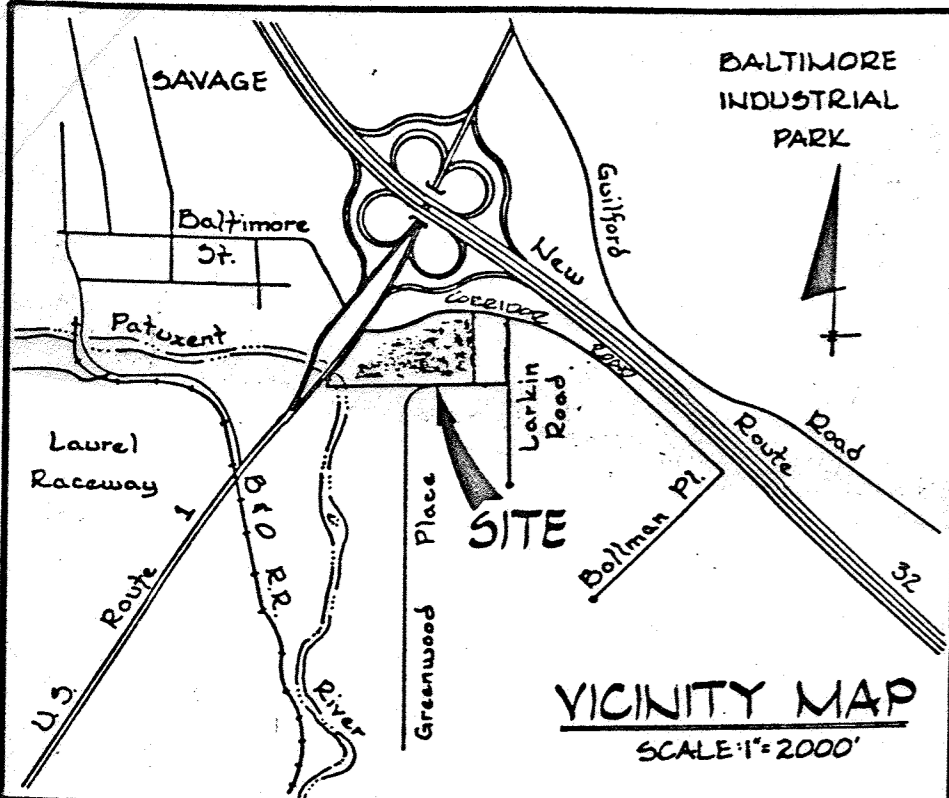 SAVAGE
BALTIMORE
INDUSTRIAL
PARK
Guilford
Road
Baltimore
St.
New
Route
32
Corridor
Road
Patuxent
River
Larkin
Road
Laurel
Raceway
B & O R.R.
U.S. Route 1
Greenwood Place
SITE
Bollman Pl.
VICINITY MAP
SCALE: 1"=2000'